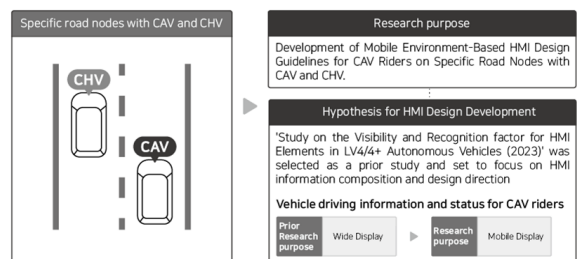 Specific road nodes with CAV and CHV
CHV
CAV
Research purpose
Development of Mobile Environment-Based HMI Design
Guidelines for CAV Riders on Specific Road Nodes with
CAV and CHV.
Hypothesis for HMI Design Development
'Study on the Visibility and Recognition factor for HMI
Elements in LV4/4+ Autonomous Vehicles (2023)' was
selected as a prior study and set to focus on HMI
information composition and design direction
Vehicle driving information and status for CAV riders
Prior
Research
purpose
Wide Display
Research
purpose
Mobile Display